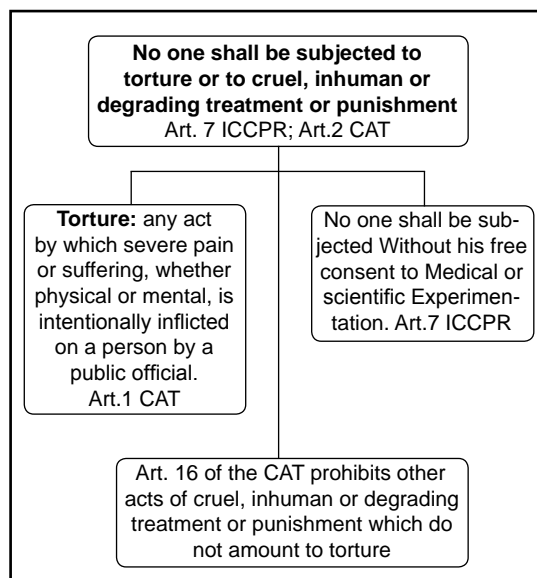 No one shall be subjected to
torture or to cruel, inhuman or
degrading treatment or punishment
Art. 7 ICCPR; Art.2 CAT
Torture: any act
by which severe pain
or suffering, whether
physical or mental, is
intentionally inflicted
on a person by a
public official.
Art.1 CAT
No one shall be sub-
jected Without his free
consent to Medical or
scientific Experimen-
tation. Art.7 ICCPR
Art. 16 of the CAT prohibits other
acts of cruel, inhuman or degrading
treatment or punishment which do
not amount to torture